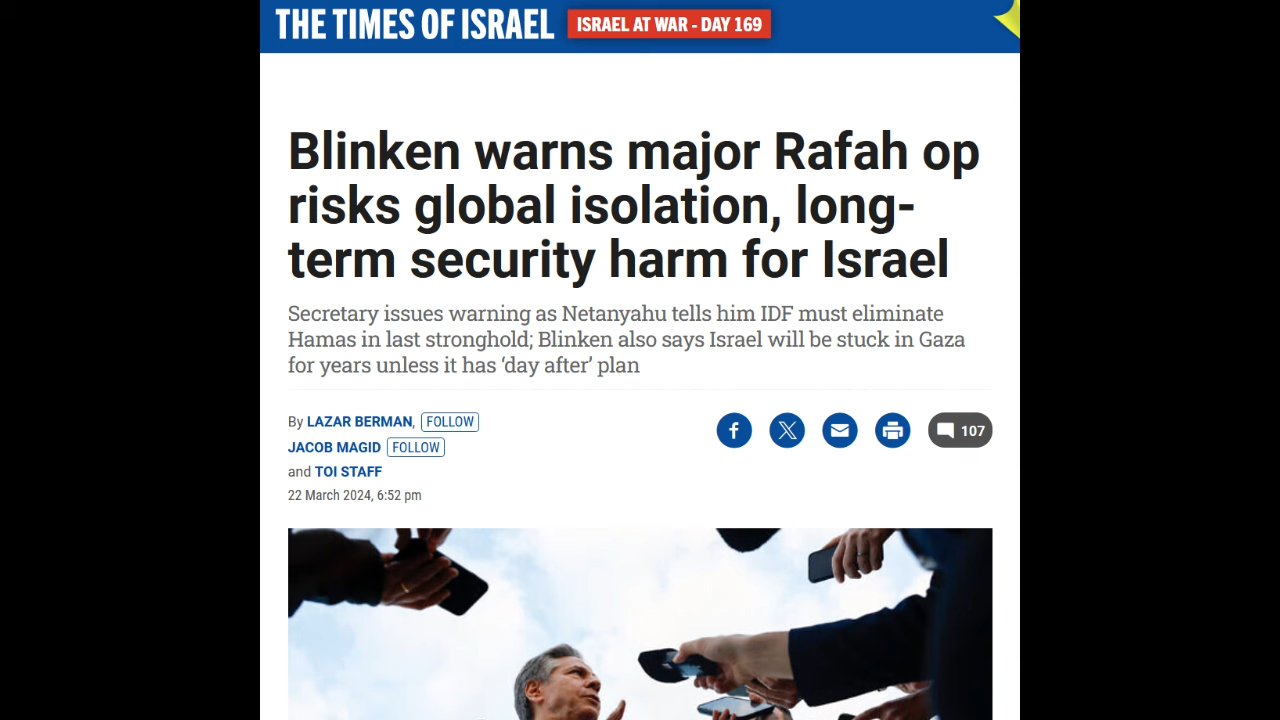 THE TIMES OF ISRAEL ISRAEL AT WAR - DAY 169
Blinken warns major Rafah op
risks global isolation, long-
term security harm for Israel
Secretary issues warning as Netanyahu tells him IDF must eliminate
Hamas in last stronghold; Blinken also says Israel will be stuck in Gaza
for years unless it has ‘day after’ plan
By LAZAR BERMAN, FOLLOW
JACOB MAGID FOLLOW
and TOI STAFF
22 March 2024, 6:52 pm
107